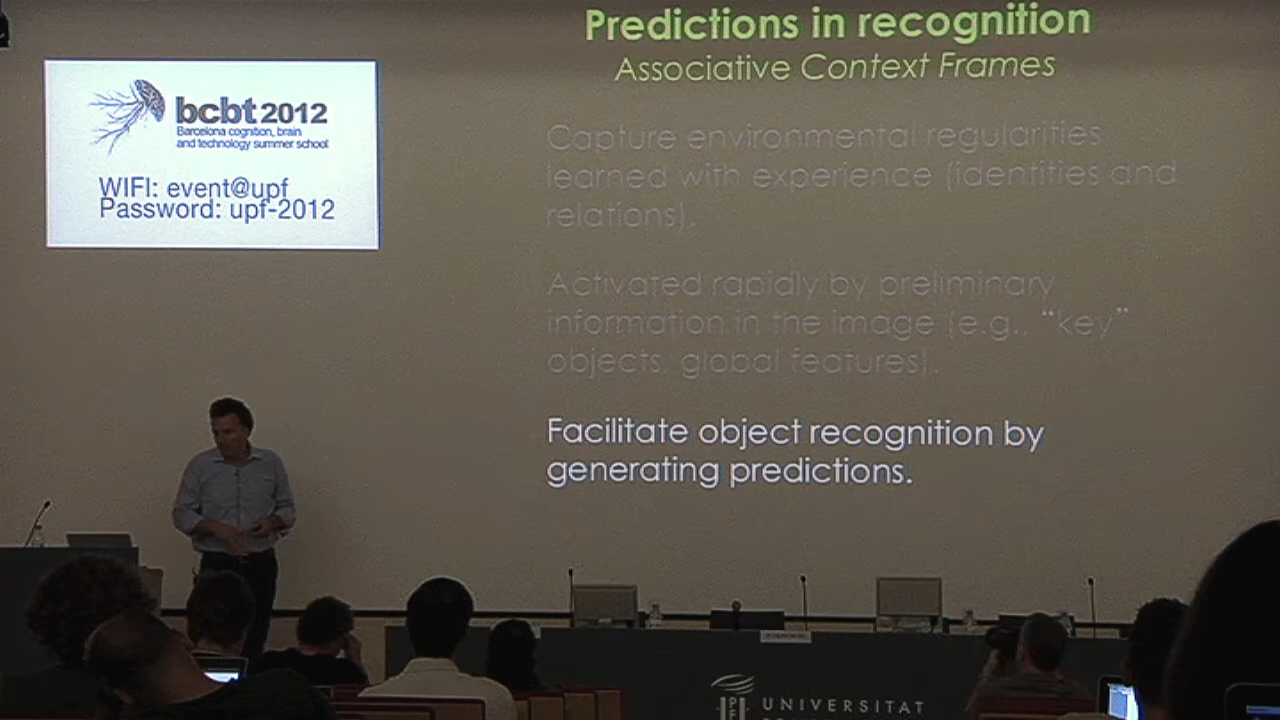 Predictions in recognition
Associative Context Frames
bcbt 2012
Barcelona cognition, brain
and technology summer school
WIFI: event@upf
Password: upf-2012
Capture environmental regularities
learned with experience (identities and
relations).
Activated rapidly by preliminary
information in the image (e.g., “key”
objects, global features).
Facilitate object recognition by
generating predictions.
UNIVERSITAT